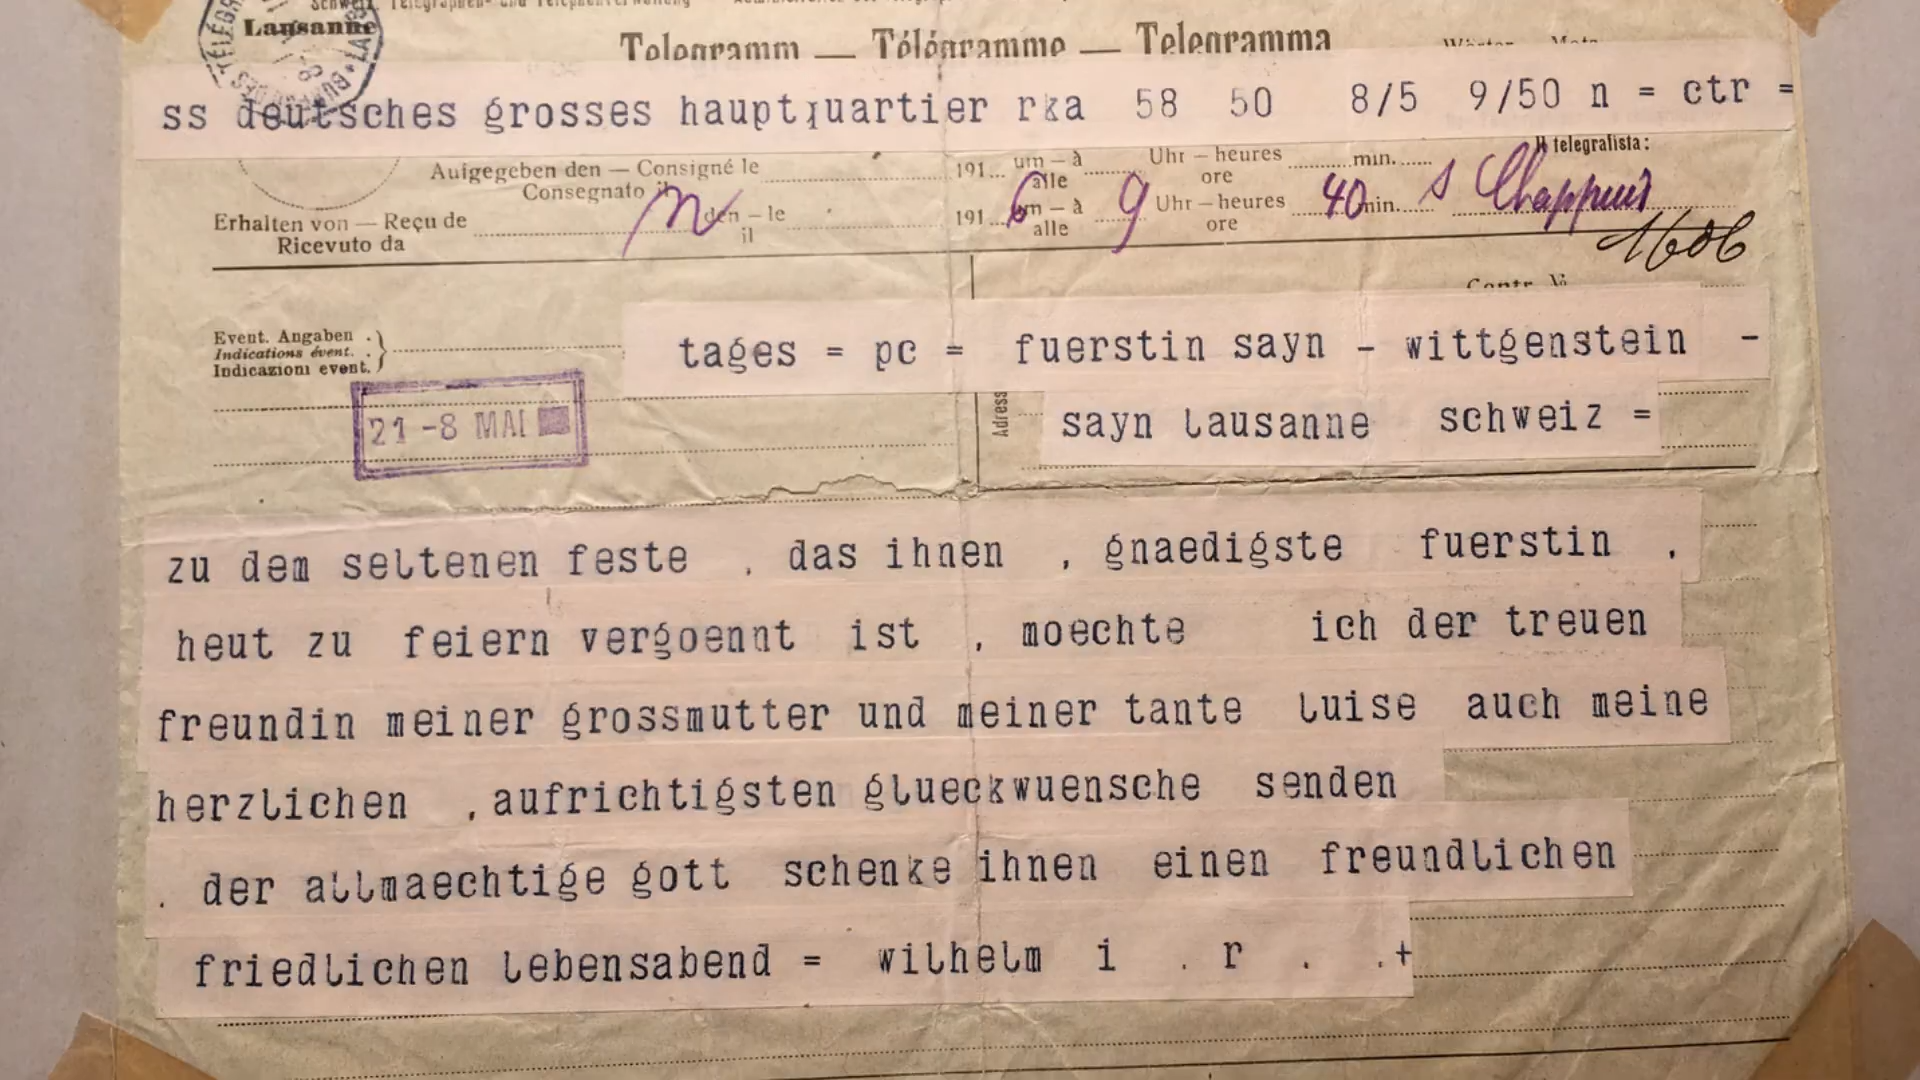 Lausanne
Telegramm — Télégramme — Telegramma
ss deutsches grosses hauptquartier rka 58 50 8/5 9/50 n = ctr =
Il telegralista:
Aufgegeben den — Consigné le 191... um — à Uhr — heures min.
Consegnato il alle ore
Erhalten von — Reçu de n den — le 191... um — à 9 Uhr — heures 40 min. s Chappuis
Ricevuto da il alle ore
1606
Event. Angaben
Indications évent.
Indicazioni event.
tages = pc = fuerstin sayn - wittgenstein -
21 -8 MAI
sayn lausanne schweiz =
zu dem seltenen feste , das ihnen , gnaedigste fuerstin ,
heut zu feiern vergoennt ist , moechte ich der treuen
freundin meiner grossmutter und meiner tante luise auch meine
herzlichen , aufrichtigsten glueckwuensche senden
. der allmaechtige gott schenke ihnen einen freundlichen
friedlichen lebensabend = wilhelm i . r . .+